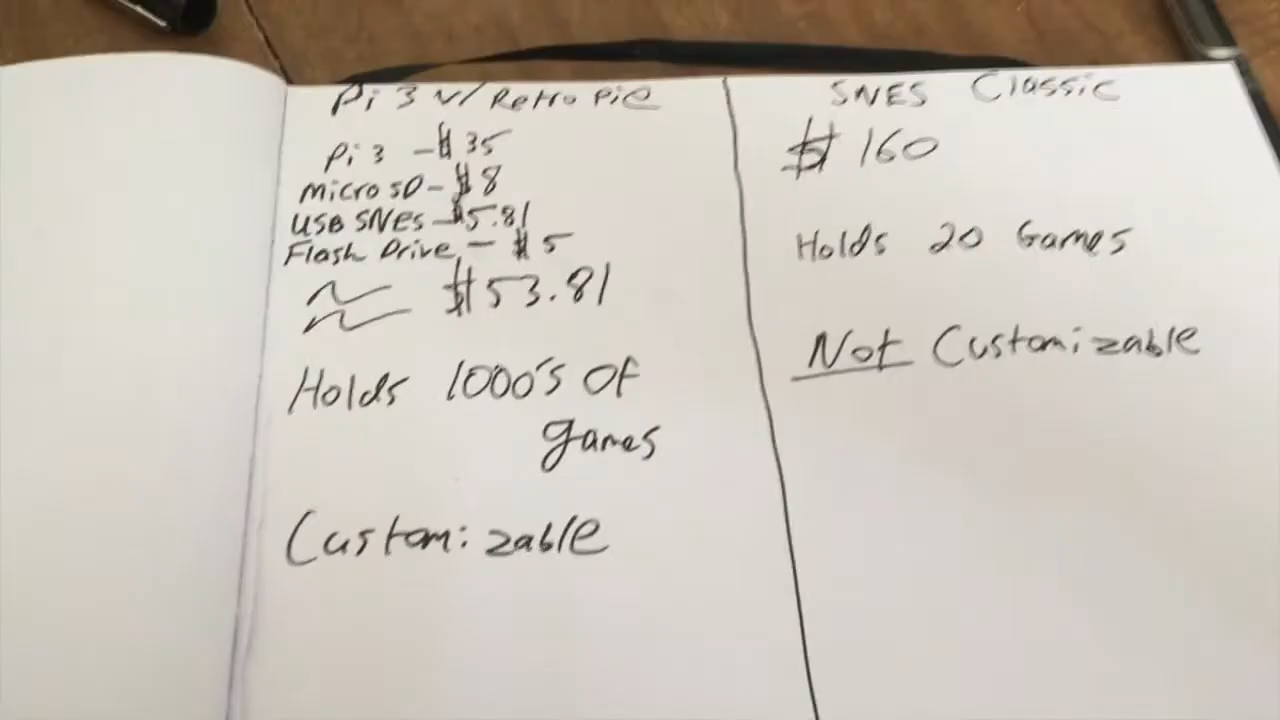 Pi 3 w/ Retro Pie
Pi 3 - $35
Micro SD - $8
USB SNES - $5.81
Flash Drive - $5
$53.81
Holds 1000's of
games
Customizable
SNES Classic
$160
Holds 20 Games
Not Customizable